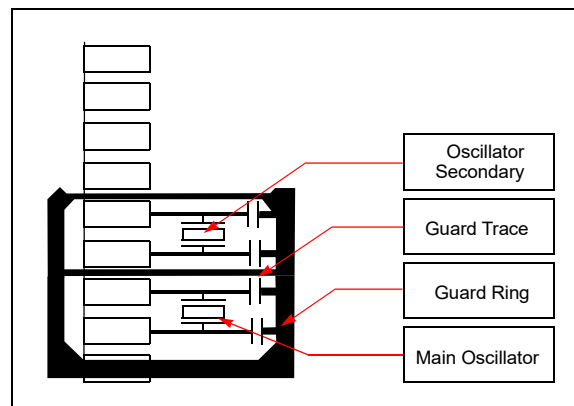 Oscillator
Secondary
Guard Trace
Guard Ring
Main Oscillator